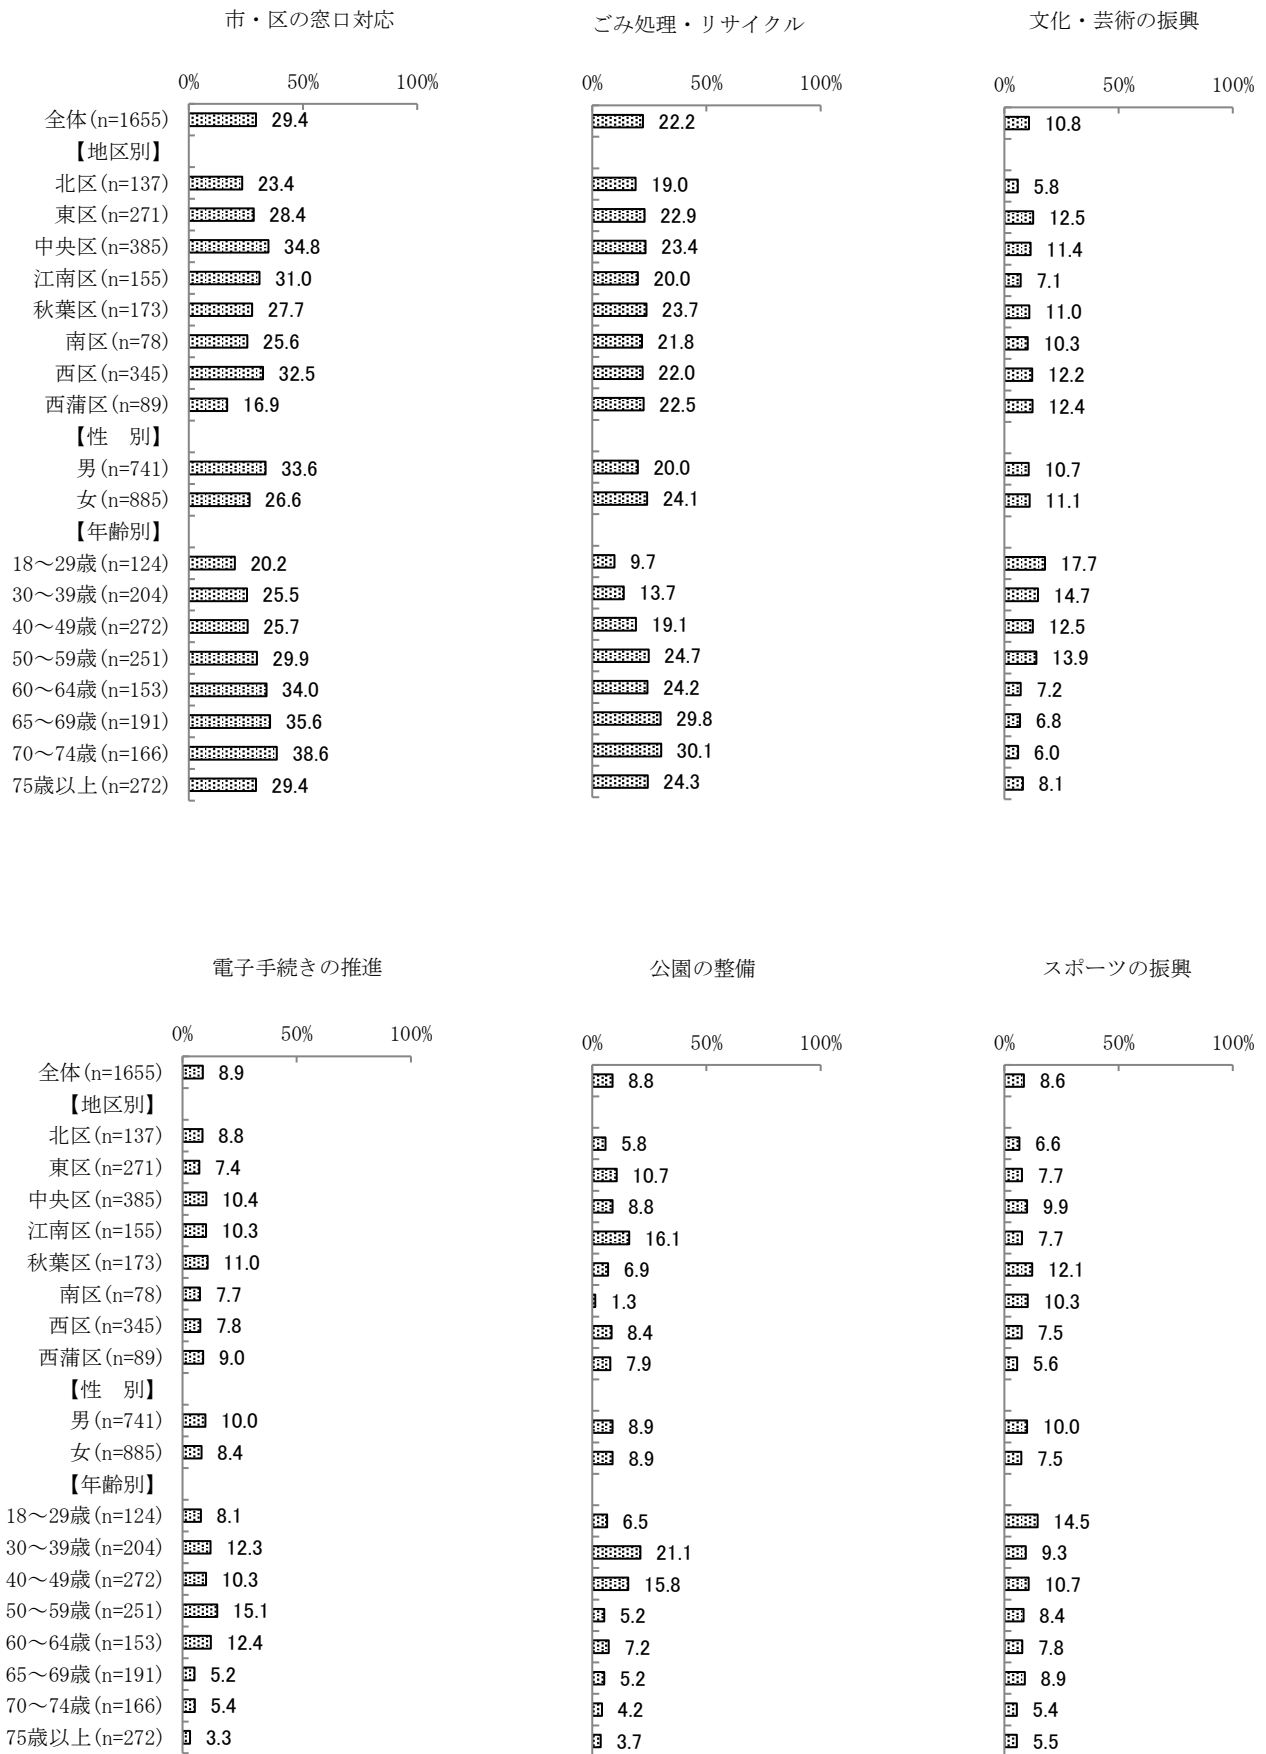 市・区の窓口対応 ごみ処理・リサイクル 文化・芸術の振興
0% 50% 100% 0% 50% 100% 0% 50% 100%
全体(n=1655) 29.4 22.2 10.8
【地区別】
北区(n=137) 23.4 19.0 5.8
東区(n=271) 28.4 22.9 12.5
中央区(n=385) 34.8 23.4 11.4
江南区(n=155) 31.0 20.0 7.1
秋葉区(n=173) 27.7 23.7 11.0
南区(n=78) 25.6 21.8 10.3
西区(n=345) 32.5 22.0 12.2
西蒲区(n=89) 16.9 22.5 12.4
【性　別】
男(n=741) 33.6 20.0 10.7
女(n=885) 26.6 24.1 11.1
【年齢別】
18～29歳(n=124) 20.2 9.7 17.7
30～39歳(n=204) 25.5 13.7 14.7
40～49歳(n=272) 25.7 19.1 12.5
50～59歳(n=251) 29.9 24.7 13.9
60～64歳(n=153) 34.0 24.2 7.2
65～69歳(n=191) 35.6 29.8 6.8
70～74歳(n=166) 38.6 30.1 6.0
75歳以上(n=272) 29.4 24.3 8.1
電子手続きの推進 公園の整備 スポーツの振興
0% 50% 100% 0% 50% 100% 0% 50% 100%
全体(n=1655) 8.9 8.8 8.6
【地区別】
北区(n=137) 8.8 5.8 6.6
東区(n=271) 7.4 10.7 7.7
中央区(n=385) 10.4 8.8 9.9
江南区(n=155) 10.3 16.1 7.7
秋葉区(n=173) 11.0 6.9 12.1
南区(n=78) 7.7 1.3 10.3
西区(n=345) 7.8 8.4 7.5
西蒲区(n=89) 9.0 7.9 5.6
【性　別】
男(n=741) 10.0 8.9 10.0
女(n=885) 8.4 8.9 7.5
【年齢別】
18～29歳(n=124) 8.1 6.5 14.5
30～39歳(n=204) 12.3 21.1 9.3
40～49歳(n=272) 10.3 15.8 10.7
50～59歳(n=251) 15.1 5.2 8.4
60～64歳(n=153) 12.4 7.2 7.8
65～69歳(n=191) 5.2 5.2 8.9
70～74歳(n=166) 5.4 4.2 5.4
75歳以上(n=272) 3.3 3.7 5.5